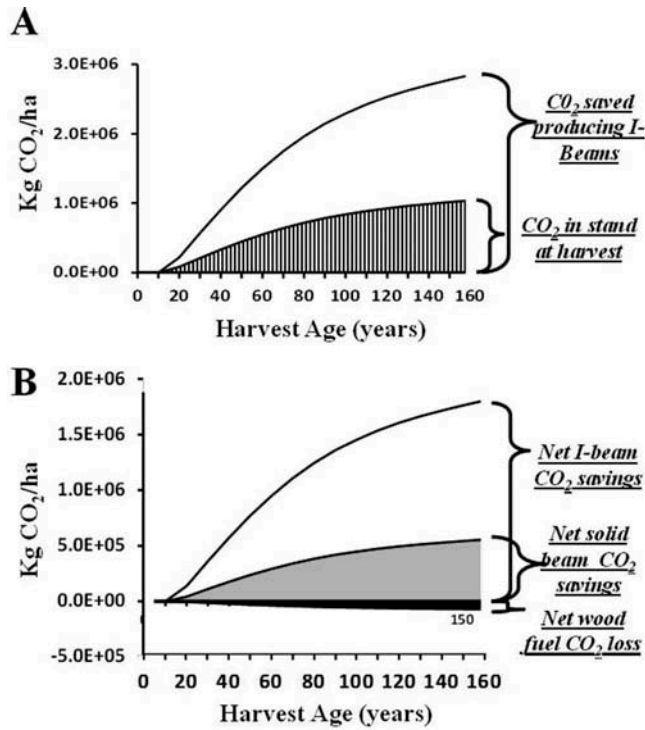 A
3.0E+06
2.0E+06
1.0E+06
0.0E+00
Kg CO2/ha
0 20 40 60 80 100 120 140 160
Harvest Age (years)
C02 saved
producing I-
Beams
CO2 in stand
at harvest
B
2.0E+06
1.5E+06
1.0E+06
5.0E+05
0.0E+00
-5.0E+05
Kg CO2/ha
150
0 20 40 60 80 100 120 140 160
Harvest Age (years)
Net I-beam
CO2 savings
Net solid
beam CO2
savings
Net wood
fuel CO2 loss